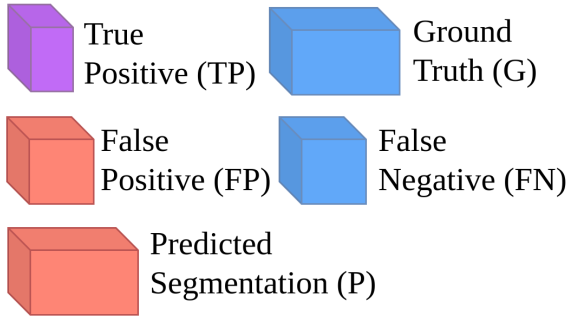 True
Positive (TP)
Ground
Truth (G)
False
Positive (FP)
False
Negative (FN)
Predicted
Segmentation (P)